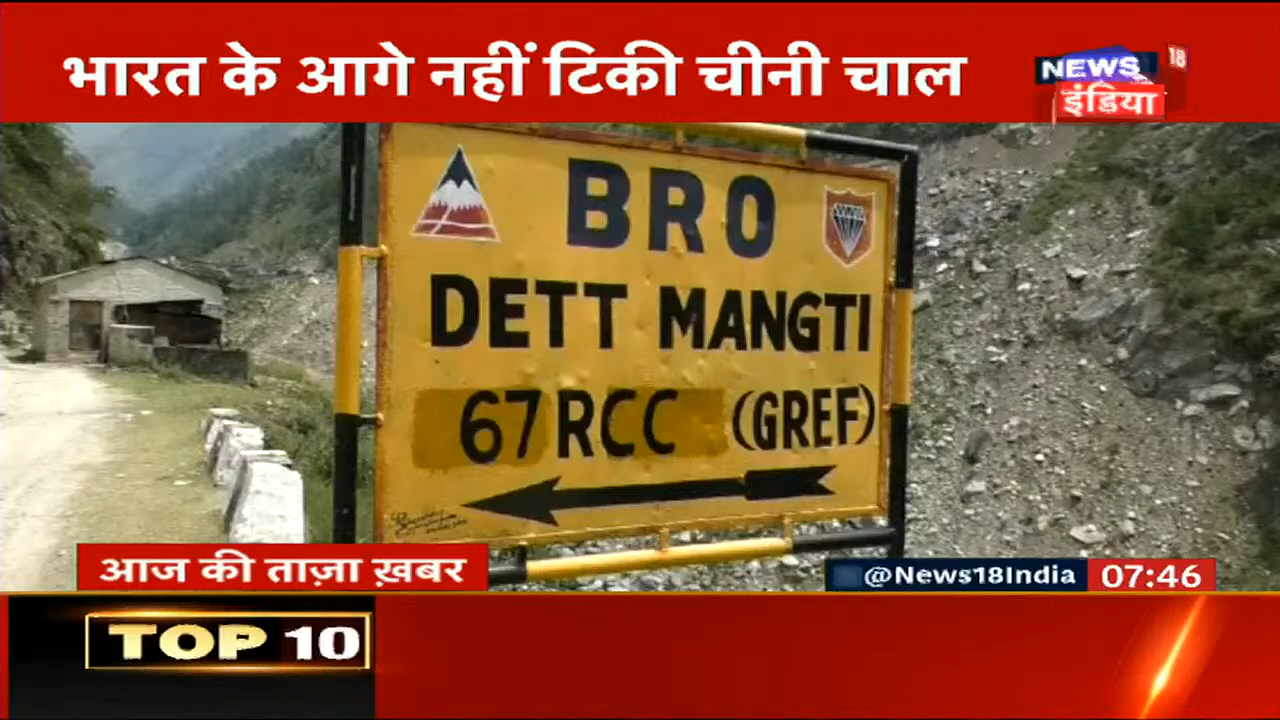 भारत के आगे नहीं टिकी चीनी चाल
NEWS 18
इंडिया
BRO
DETT MANGTI
67 RCC (GREF)
आज की ताज़ा ख़बर
@News18India 07:46
TOP 10